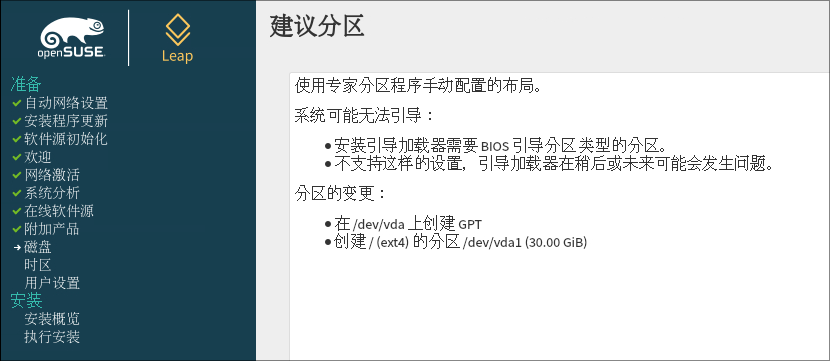 openSUSE
Leap
准备
自动网络设置
安装程序更新
软件源初始化
欢迎
网络激活
系统分析
在线软件源
附加产品
磁盘
时区
用户设置
安装
安装概览
执行安装
建议分区
使用专家分区程序手动配置的布局。
系统可能无法引导：
安装引导加载器需要 BIOS 引导分区 类型的分区。
不支持这样的设置，引导加载器在稍后或未来可能会发生问题。
分区的变更：
在 /dev/vda 上创建 GPT
创建 / (ext4) 的分区 /dev/vda1 (30.00 GiB)